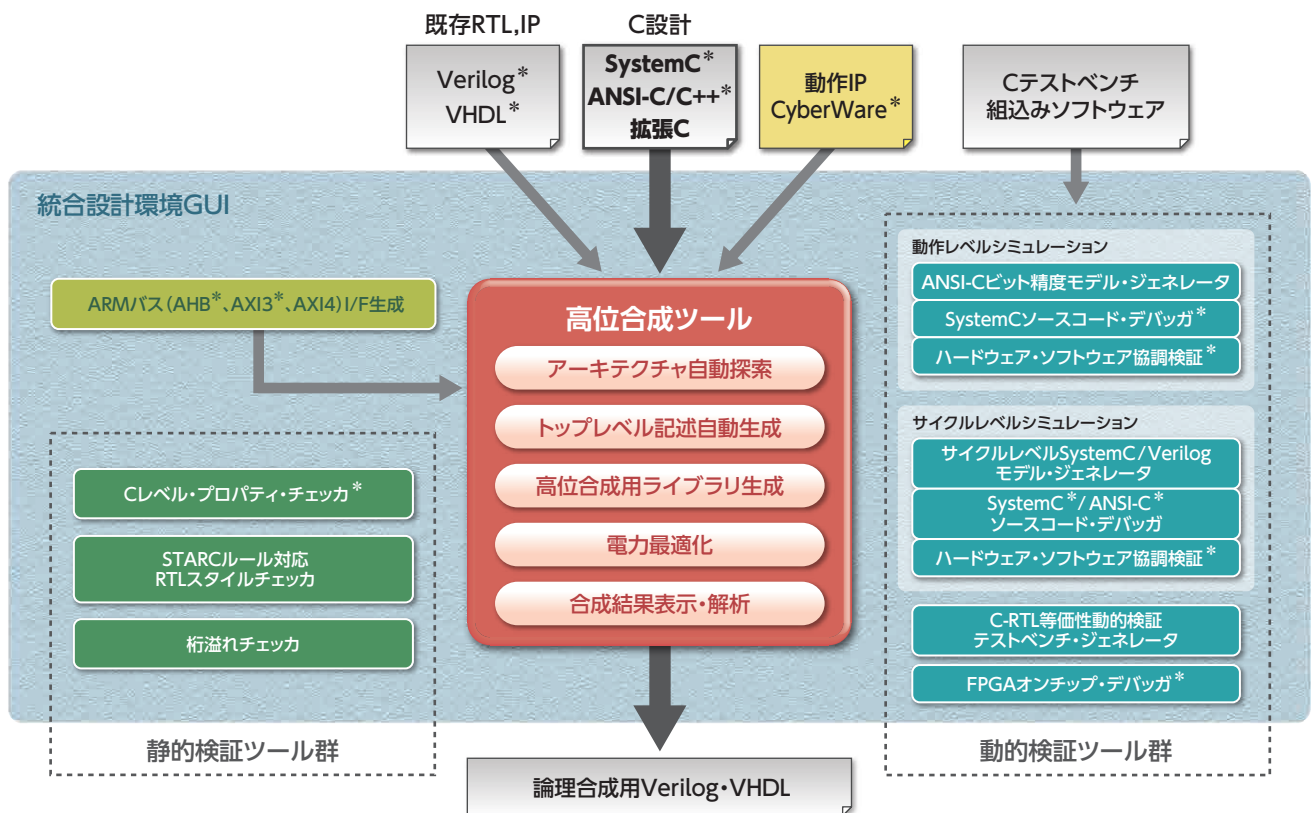 既存RTL,IP
Verilog*
VHDL*
C設計
SystemC*
ANSI-C/C++*
拡張C
動作IP
CyberWare*
Cテストベンチ
組込みソフトウェア
統合設計環境GUI
ARMバス(AHB*、AXI3*、AXI4)I/F生成
Cレベル・プロパティ・チェッカ*
STARCルール対応
RTLスタイルチェッカ
桁溢れチェッカ
静的検証ツール群
高位合成ツール
アーキテクチャ自動探索
トップレベル記述自動生成
高位合成用ライブラリ生成
電力最適化
合成結果表示・解析
論理合成用Verilog・VHDL
動作レベルシミュレーション
ANSI-Cビット精度モデル・ジェネレータ
SystemCソースコード・デバッガ*
ハードウェア・ソフトウェア協調検証*
サイクルレベルシミュレーション
サイクルレベルSystemC/Verilog
モデル・ジェネレータ
SystemC*/ANSI-C*
ソースコード・デバッガ
ハードウェア・ソフトウェア協調検証*
C-RTL等価性動的検証
テストベンチ・ジェネレータ
FPGAオンチップ・デバッガ*
動的検証ツール群